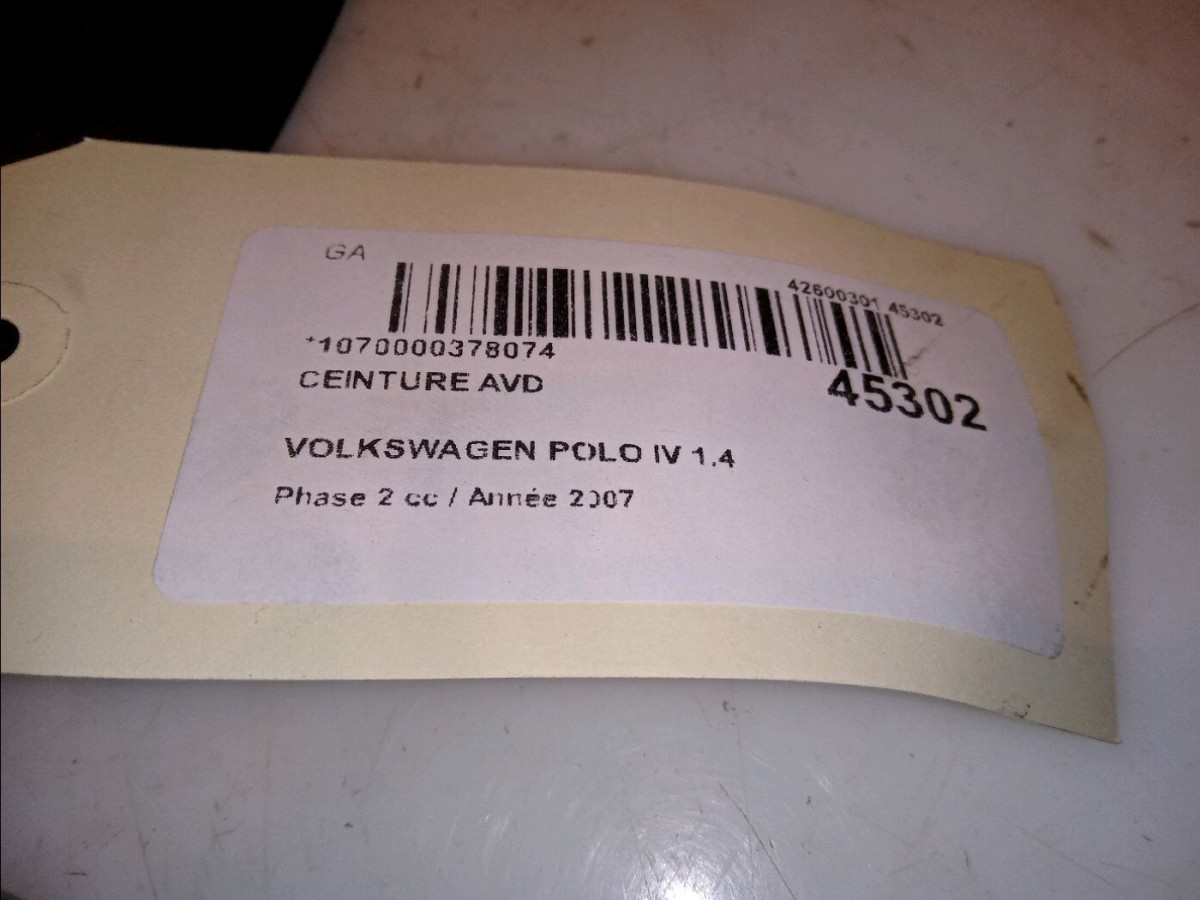 GA
42600301 45302
*1070000378074
CEINTURE AVD
45302
VOLKSWAGEN POLO IV 1.4
Phase 2 cc / Année 2007